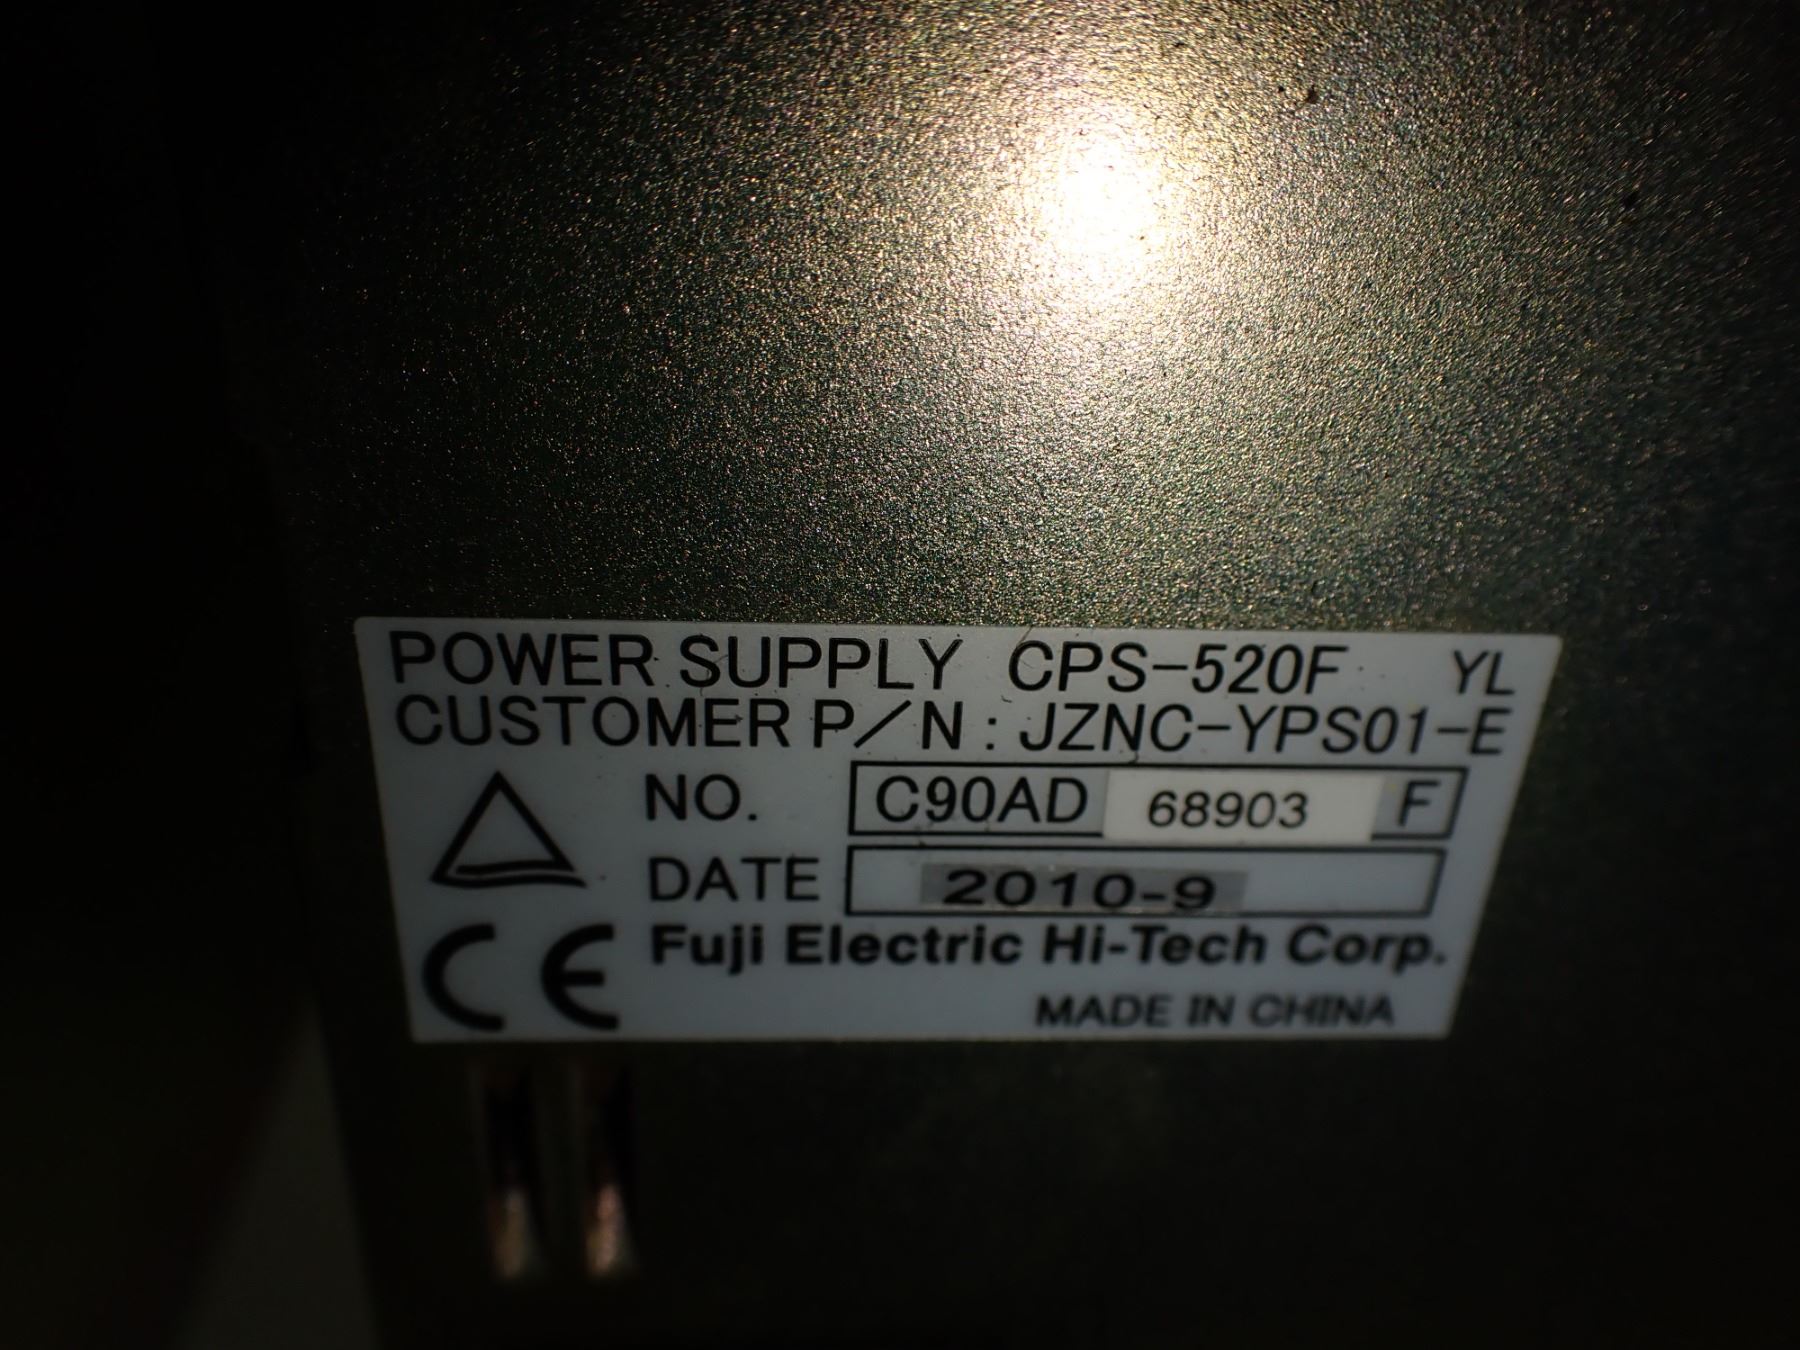 POWER SUPPLY CPS-520F YL
CUSTOMER P/N : JZNC-YPS01-E
NO. C90AD 68903 F
DATE 2010-9
CE Fuji Electric Hi-Tech Corp.
MADE IN CHINA